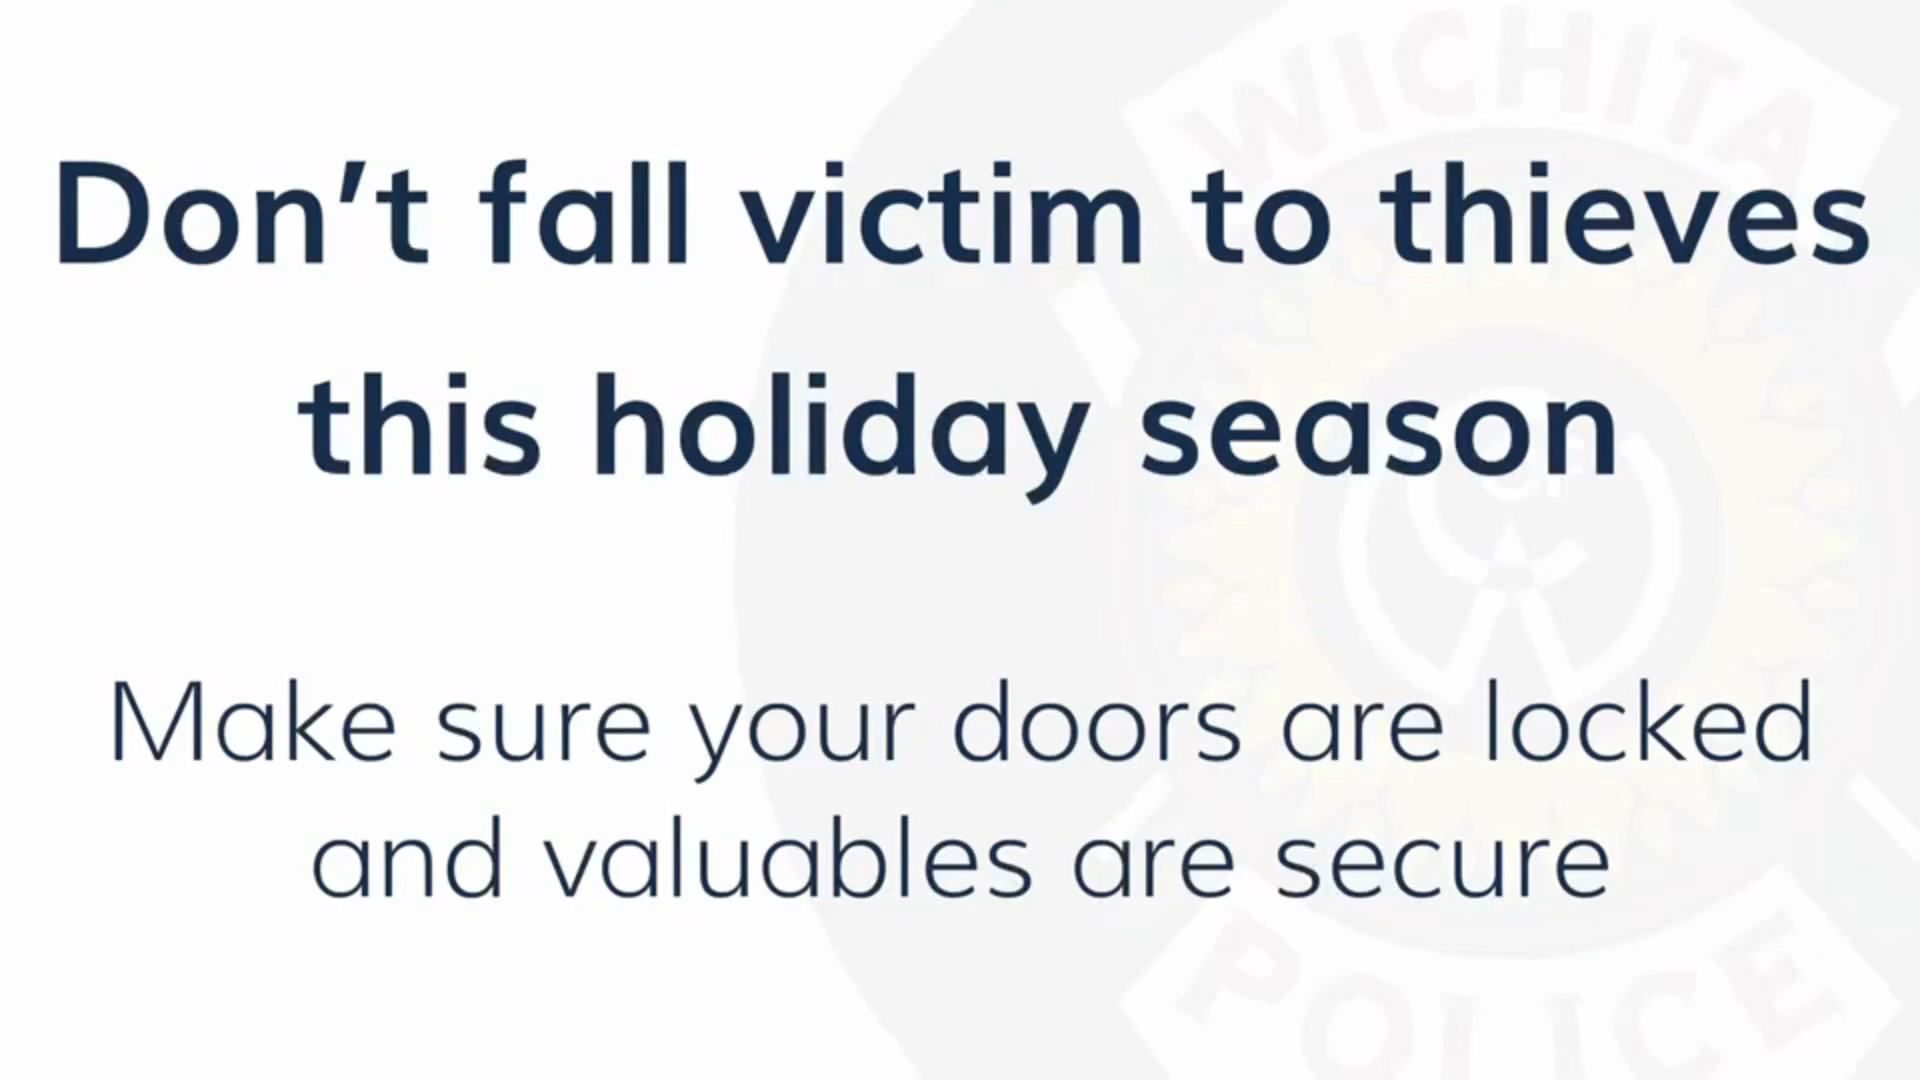 WICHITA
Don't fall victim to thieves
this holiday season
Make sure your doors are locked
and valuables are secure
POLICE